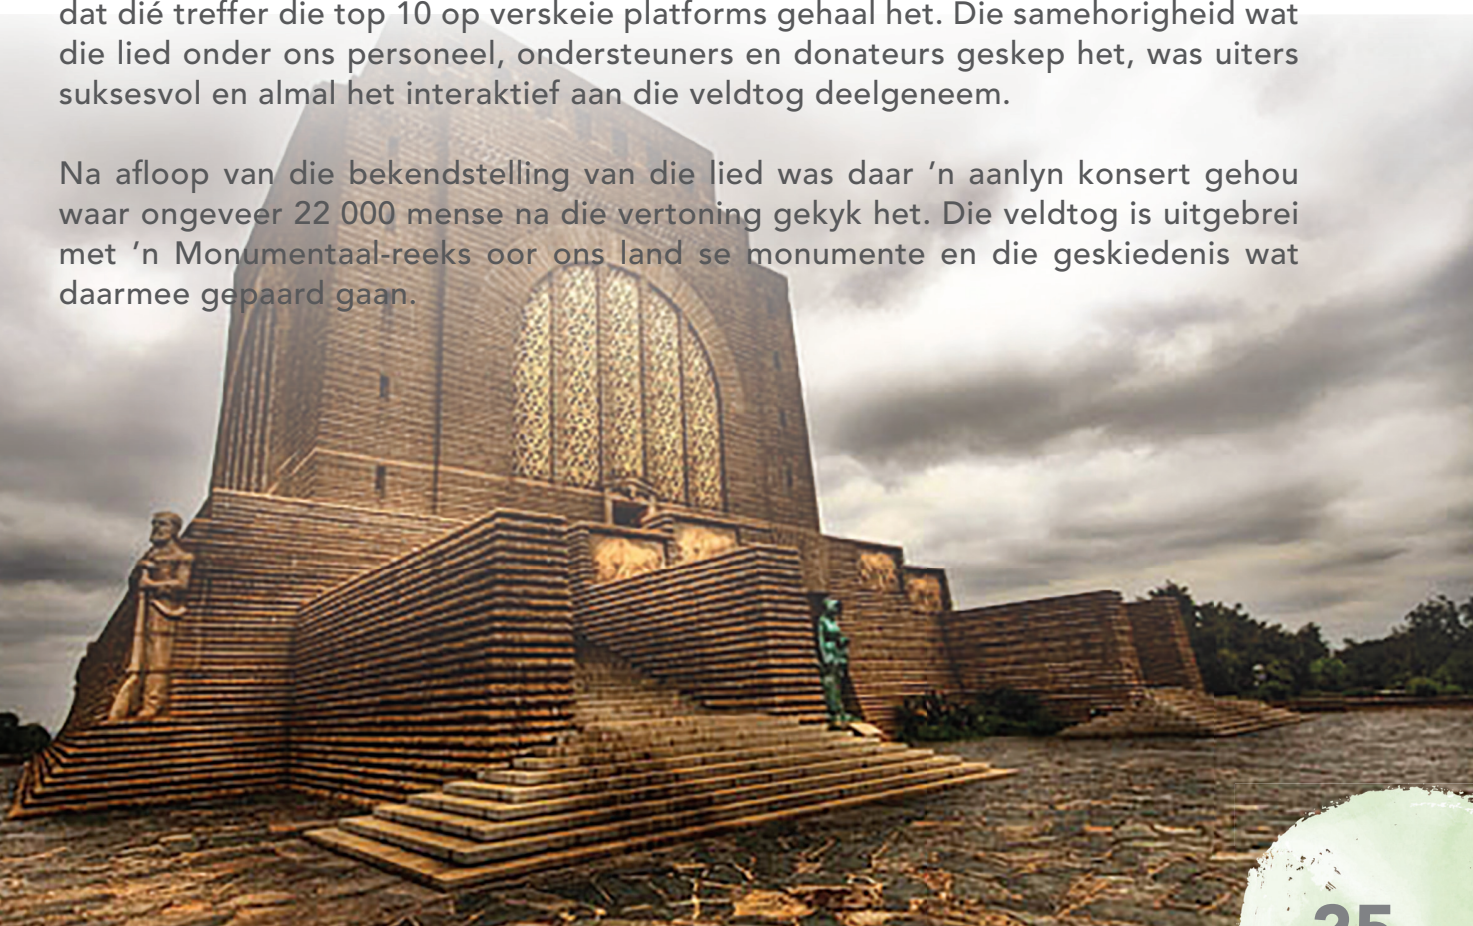 dat dié treffer die top 10 op verskeie platforms gehaal het. Die samehorigheid wat
die lied onder ons personeel, ondersteuners en donateurs geskep het, was uiters
suksesvol en almal het interaktief aan die veldtog deelgeneem.
Na afloop van die bekendstelling van die lied was daar ’n aanlyn konsert gehou
waar ongeveer 22 000 mense na die vertoning gekyk het. Die veldtog is uitgebrei
met ’n Monumentaal-reeks oor ons land se monumente en die geskiedenis wat
daarmee gepaard gaan.
25